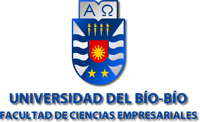 Α Ω
UNIVERSIDAD DEL BÍO-BÍO
FACULTAD DE CIENCIAS EMPRESARIALES